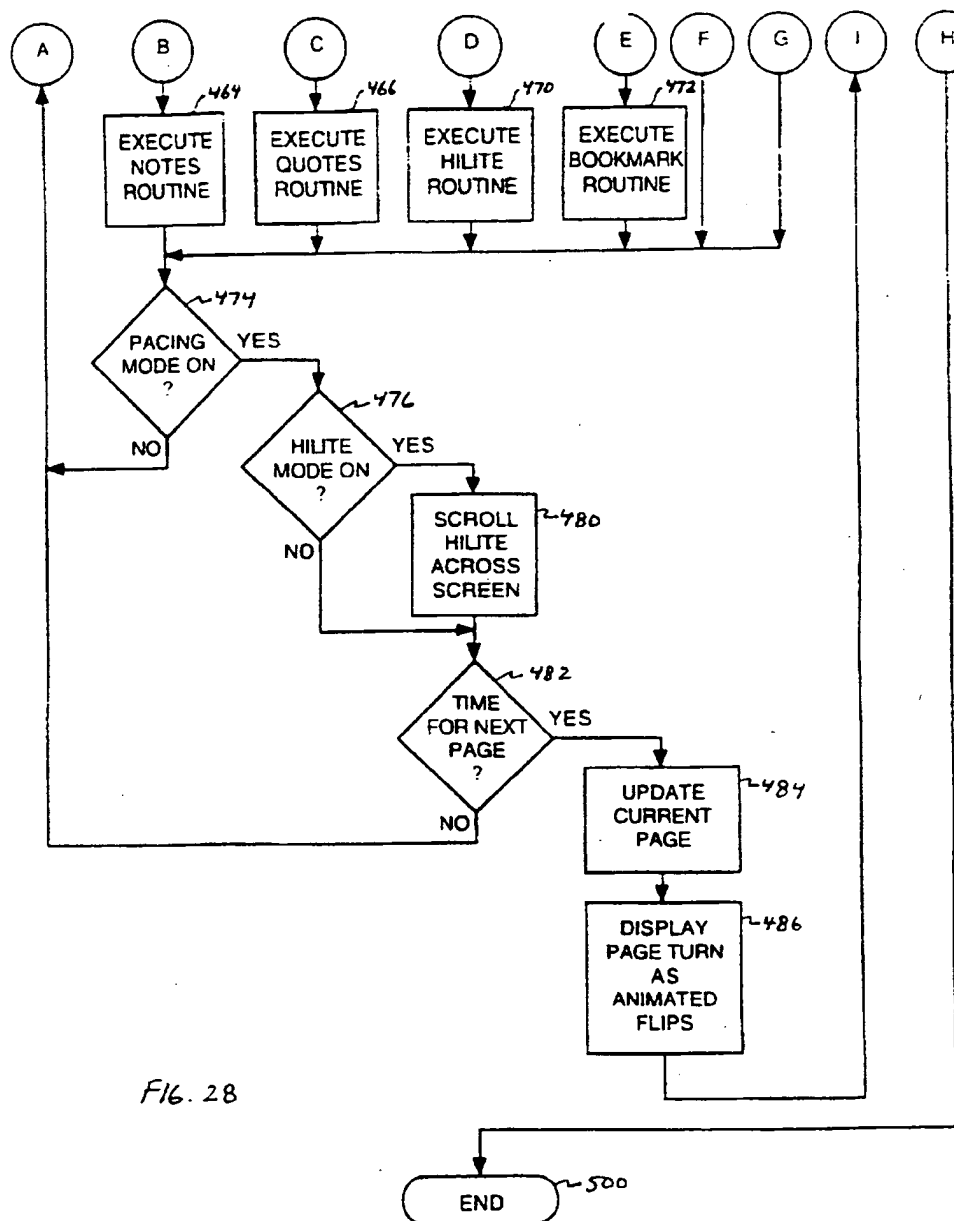 A B C D E F G I H
464 466 470 472
EXECUTE
NOTES
ROUTINE
EXECUTE
QUOTES
ROUTINE
EXECUTE
HILITE
ROUTINE
EXECUTE
BOOKMARK
ROUTINE
474
PACING
MODE ON
?
YES
NO
476
HILITE
MODE ON
?
YES
NO
480
SCROLL
HILITE
ACROSS
SCREEN
482
TIME
FOR NEXT
PAGE
?
YES
NO
484
UPDATE
CURRENT
PAGE
486
DISPLAY
PAGE TURN
AS
ANIMATED
FLIPS
FIG. 28
END
500